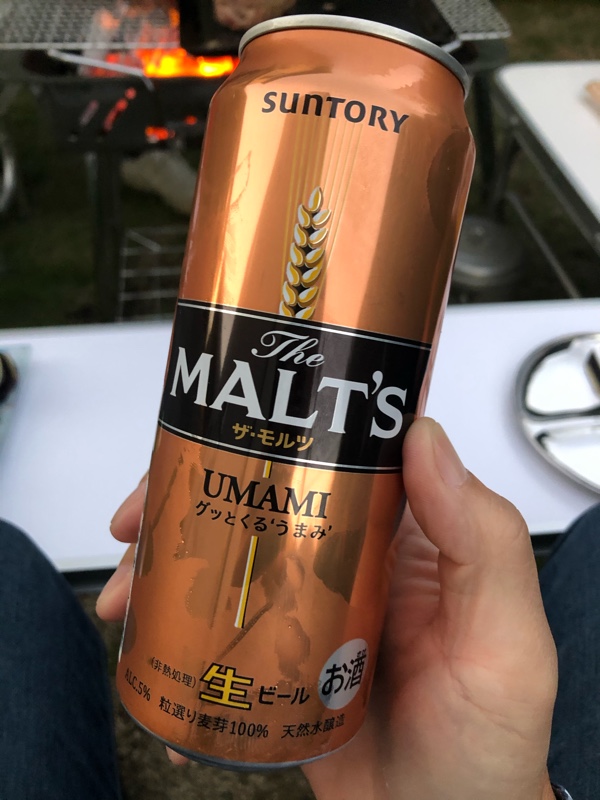 SUNTORY
The
MALT'S
ザ・モルツ
UMAMI
グッとくる‘うまみ’
(非熱処理) 生 ビール お酒
ALC.5% 粒選り麦芽100% 天然水醸造